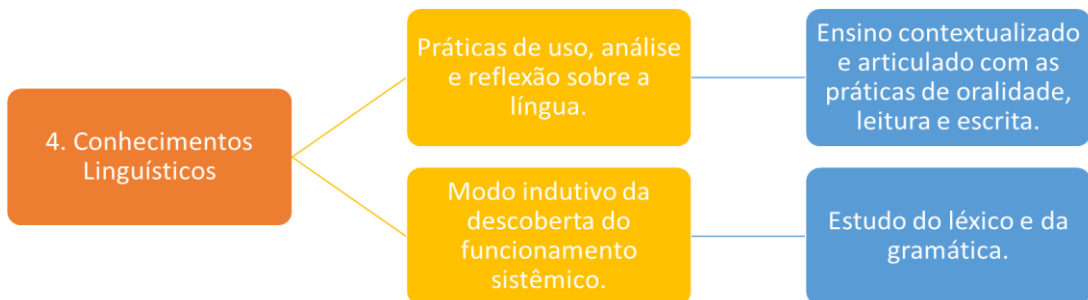 4. Conhecimentos
Linguísticos
Práticas de uso, análise
e reflexão sobre a
língua.
Ensino contextualizado
e articulado com as
práticas de oralidade,
leitura e escrita.
Modo indutivo da
descoberta do
funcionamento
sistêmico.
Estudo do léxico e da
gramática.